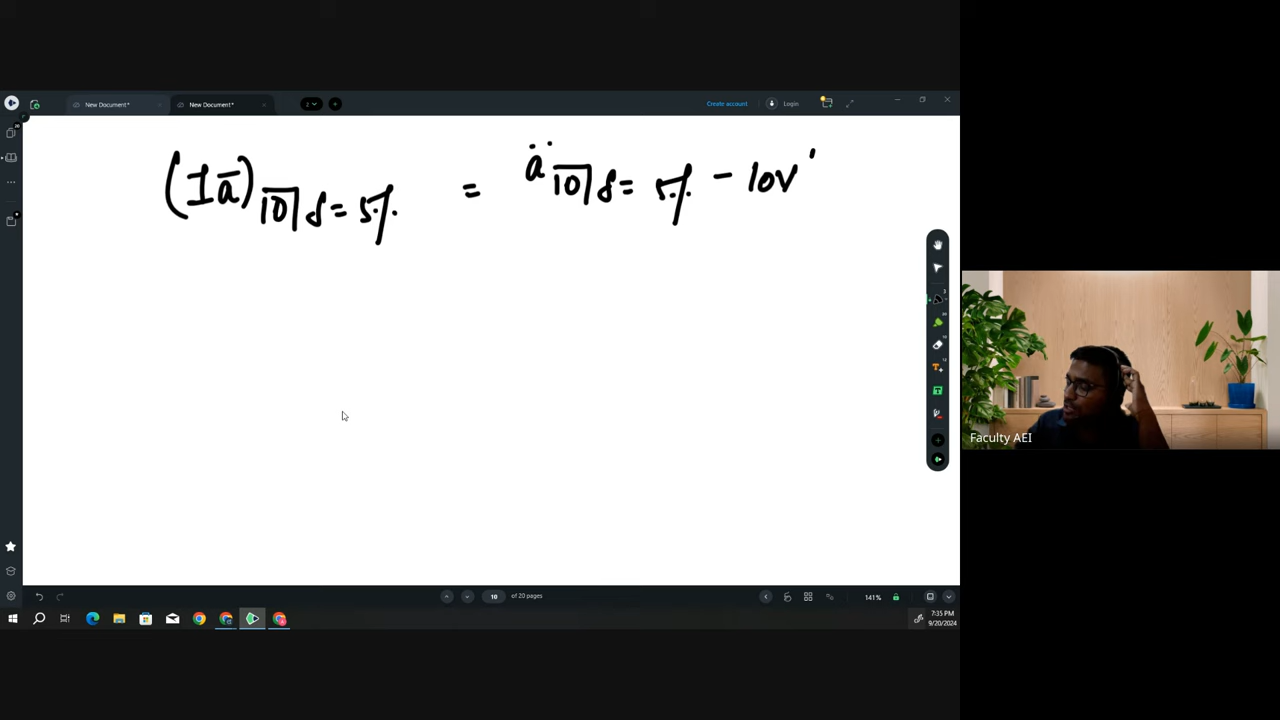 New Document* New Document* 2 + Create account Login
(Iā)10| δ = 5% = ä10| δ = 5% - 10v'
Faculty AEI
10 of 20 pages 141%
7:35 PM
9/20/2024